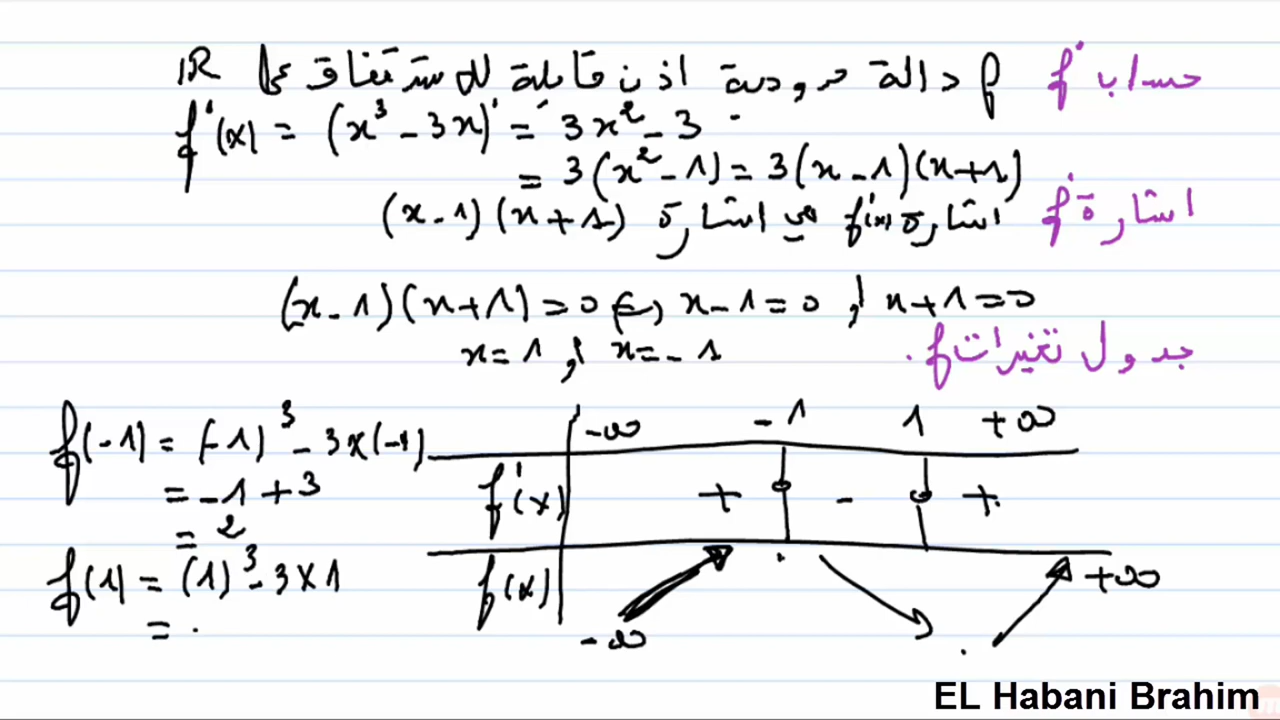 حساب f'
f دالة حدودية اذن قابلة للاشتقاق على IR
f'(x) = (x³ - 3x)' = 3x² - 3
= 3(x² - 1) = 3(x - 1)(x+1)
اشارة f'
اشارة f'(x) هي اشارة (x - 1)(x + 1)
(x - 1)(x + 1) = 0 ⟺ x - 1 = 0 او x + 1 = 0
x = 1 او x = -1
جدول تغيرات f.
-∞ -1 1 +∞
f'(x) + 0 - 0 +
f(x) -∞ ↗ ↘ ↗ +∞
f(-1) = (-1)³ - 3×(-1)
= -1 + 3
= 2
f(1) = (1)³ - 3×1
=
EL Habani Brahim